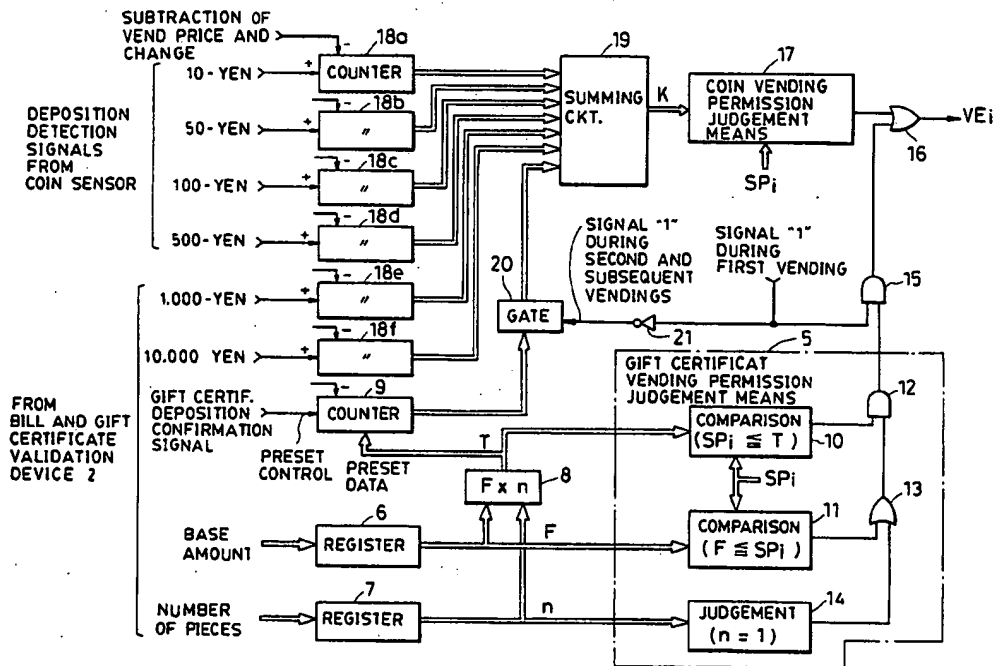 SUBTRACTION OF
VEND PRICE AND
CHANGE
DEPOSITION
DETECTION
SIGNALS
FROM
COIN SENSOR
10-YEN
+
-
18a
COUNTER
50-YEN
+
-
18b
〃
100-YEN
+
-
18c
〃
500-YEN
+
-
18d
〃
1.000-YEN
+
-
18e
〃
10.000 YEN
+
-
18f
〃
FROM
BILL AND GIFT
CERTIFICATE
VALIDATION
DEVICE 2
GIFT CERTIF.
DEPOSITION
CONFIRMATION
SIGNAL
-
9
COUNTER
PRESET
CONTROL
PRESET
DATA
T
F x n
8
BASE
AMOUNT
6
REGISTER
F
NUMBER
OF PIECES
7
REGISTER
n
19
SUMMING
CKT.
K
17
COIN VENDING
PERMISSION
JUDGEMENT
MEANS
SPi
16
VEi
20
GATE
SIGNAL "1"
DURING
SECOND AND
SUBSEQUENT
VENDINGS
21
SIGNAL "1"
DURING
FIRST VENDING
15
5
GIFT CERTIFICAT
VENDING PERMISSION
JUDGEMENT MEANS
12
COMPARISON
(SPi ≦ T)
10
SPi
13
11
COMPARISON
(F ≦ SPi)
14
JUDGEMENT
(n = 1)